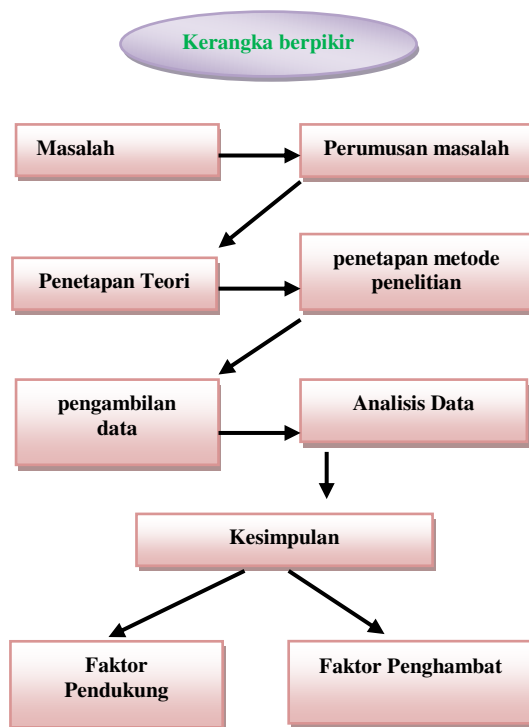 Kerangka berpikir
Masalah
Perumusan masalah
Penetapan Teori
penetapan metode
penelitian
pengambilan
data
Analisis Data
Kesimpulan
Faktor
Pendukung
Faktor Penghambat